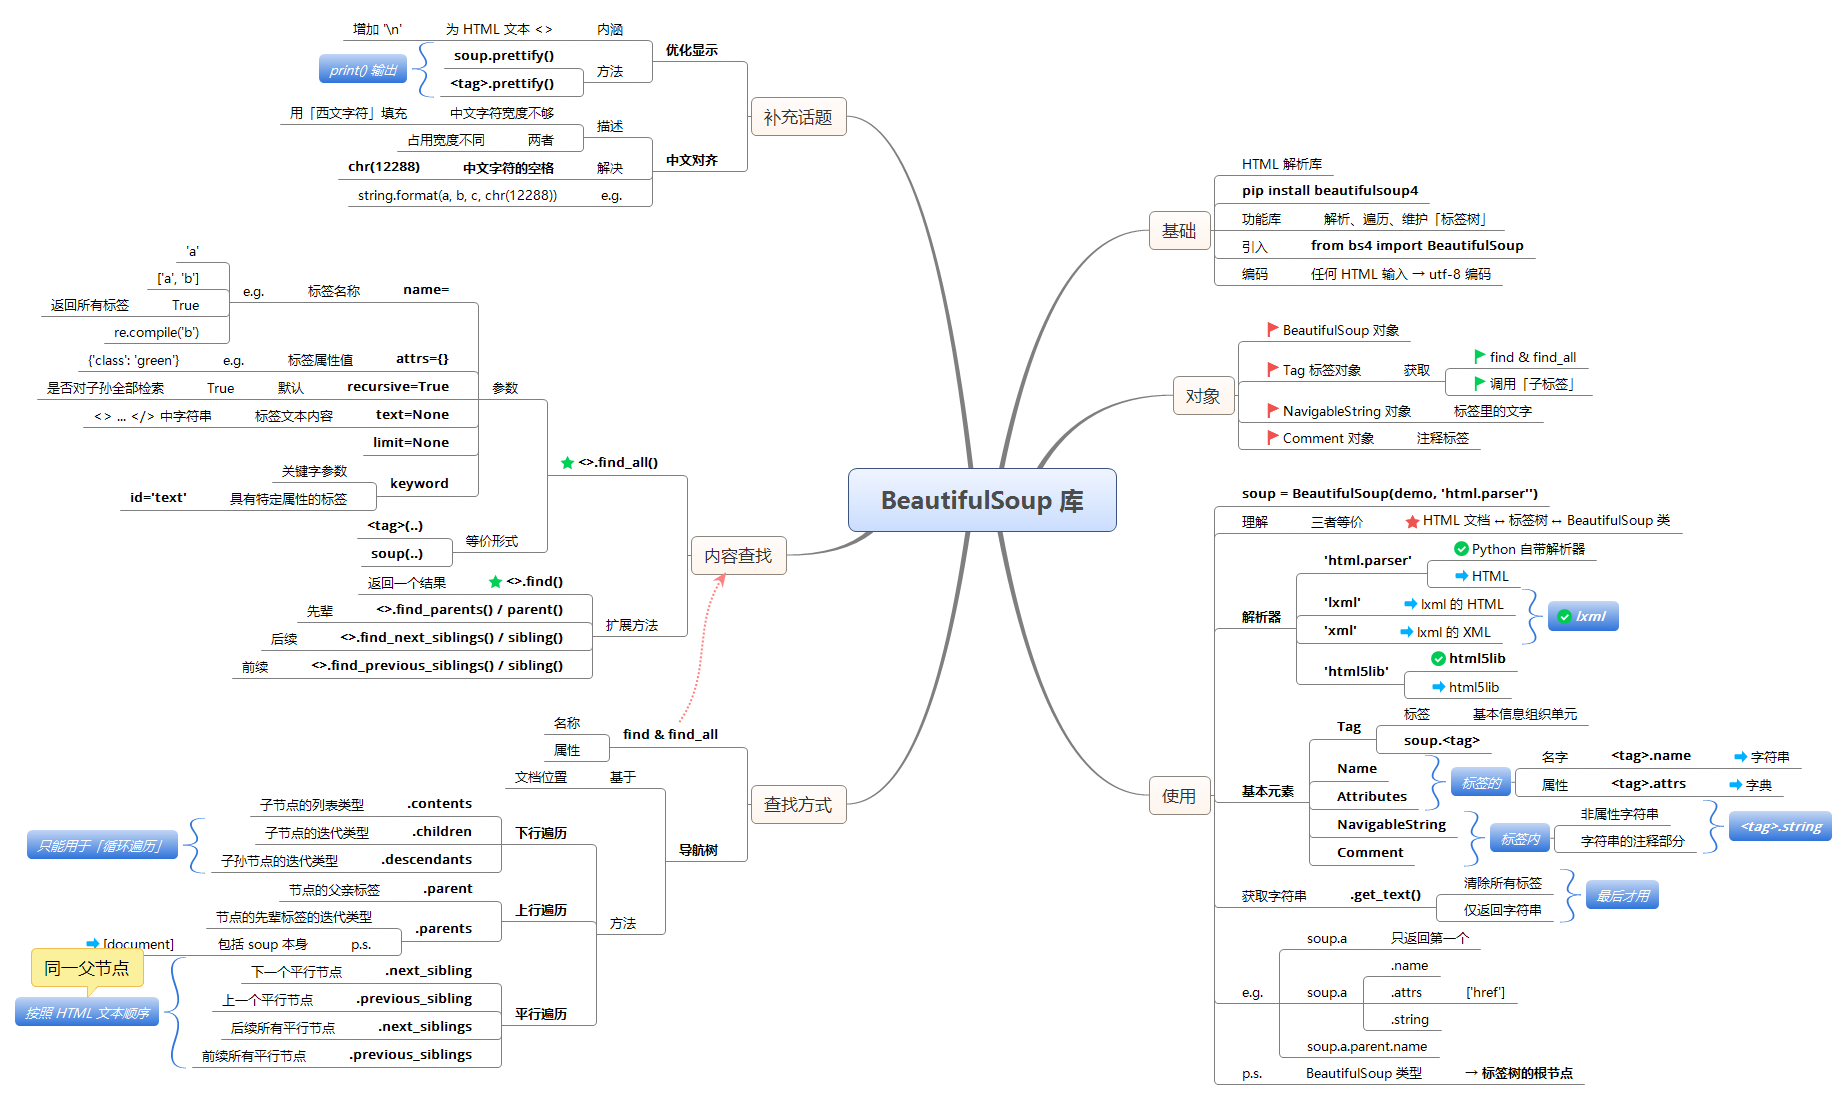 BeautifulSoup 库
基础
HTML 解析库
pip install beautifulsoup4
功能库 解析、遍历、维护「标签树」
引入 from bs4 import BeautifulSoup
编码 任何 HTML 输入 → utf-8 编码
对象
BeautifulSoup 对象
Tag 标签对象 获取
find & find_all
调用「子标签」
NavigableString 对象 标签里的文字
Comment 对象 注释标签
使用
soup = BeautifulSoup(demo, 'html.parser'')
理解 三者等价 HTML 文档 ↔ 标签树 ↔ BeautifulSoup 类
解析器
'html.parser'
Python 自带解析器
HTML
'lxml' lxml 的 HTML
'xml' lxml 的 XML
lxml
'html5lib'
html5lib
html5lib
基本元素
Tag
标签 基本信息组织单元
soup.<tag>
Name
Attributes
标签的
名字 <tag>.name 字符串
属性 <tag>.attrs 字典
NavigableString
Comment
标签内
非属性字符串
字符串的注释部分
<tag>.string
获取字符串 .get_text()
清除所有标签
仅返回字符串
最后才用
e.g.
soup.a 只返回第一个
soup.a
.name
.attrs ['href']
.string
soup.a.parent.name
p.s. BeautifulSoup 类型 → 标签树的根节点
补充话题
优化显示
内涵 为 HTML 文本 <> 增加 '\n'
方法
soup.prettify()
<tag>.prettify()
print() 输出
中文对齐
描述
中文字符宽度不够 用「西文字符」填充
两者 占用宽度不同
解决 中文字符的空格 chr(12288)
e.g. string.format(a, b, c, chr(12288))
内容查找
<>.find_all()
参数
name= 标签名称 e.g.
'a'
['a', 'b']
True 返回所有标签
re.compile('b')
attrs={} 标签属性值 e.g. {'class': 'green'}
recursive=True 默认 True 是否对子孙全部检索
text=None 标签文本内容 <> ... </> 中字符串
limit=None
keyword
关键字参数
具有特定属性的标签 id='text'
等价形式
<tag>(..)
soup(..)
扩展方法
<>.find() 返回一个结果
<>.find_parents() / parent() 先辈
<>.find_next_siblings() / sibling() 后续
<>.find_previous_siblings() / sibling() 前续
查找方式
find & find_all
名称
属性
导航树
基于 文档位置
方法
下行遍历
.contents 子节点的列表类型
.children 子节点的迭代类型
.descendants 子孙节点的迭代类型
只能用于「循环遍历」
上行遍历
.parent 节点的父亲标签
.parents
节点的先辈标签的迭代类型
p.s. 包括 soup 本身 [document]
平行遍历
.next_sibling 下一个平行节点
.previous_sibling 上一个平行节点
.next_siblings 后续所有平行节点
.previous_siblings 前续所有平行节点
同一父节点
按照 HTML 文本顺序